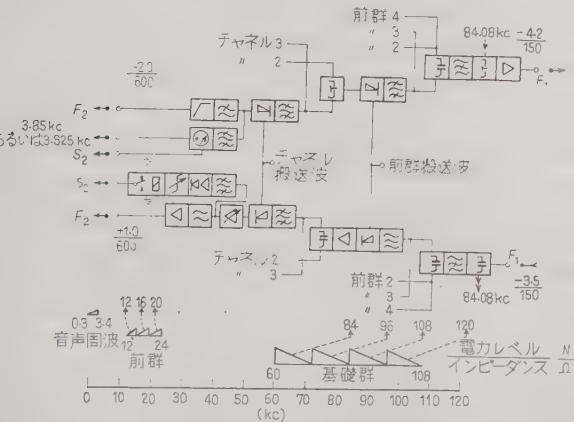 前群 4
〃 3
〃 2
84.08kc
-4.2
150
チャネル 3
〃 2
-2.0
600
F₂
3.85kc
あるいは3.825kc
S₂
チャネル
搬送波
前群搬送波
S₂
F₂
+1.0
600
チャネル2
〃 3
前群 2
〃 3
〃 4
F₁
84.08kc
-3.5
150
0.3 3.4
音声周波
12 16 20
12 24
前群
84 96 108 120
60 108
基礎群
電力レベル N
インピーダンス Ω
0 10 20 30 40 50 60 70 80 90 100 110 120
(kc)